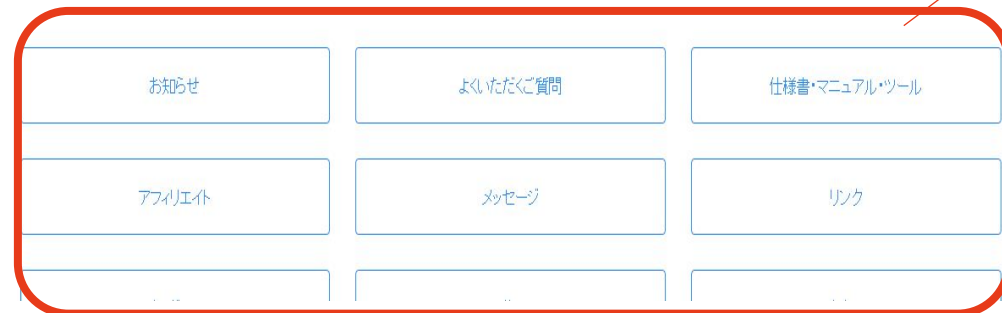 お知らせ
よくいただくご質問
仕様書・マニュアル・ツール
アフィリエイト
メッセージ
リンク